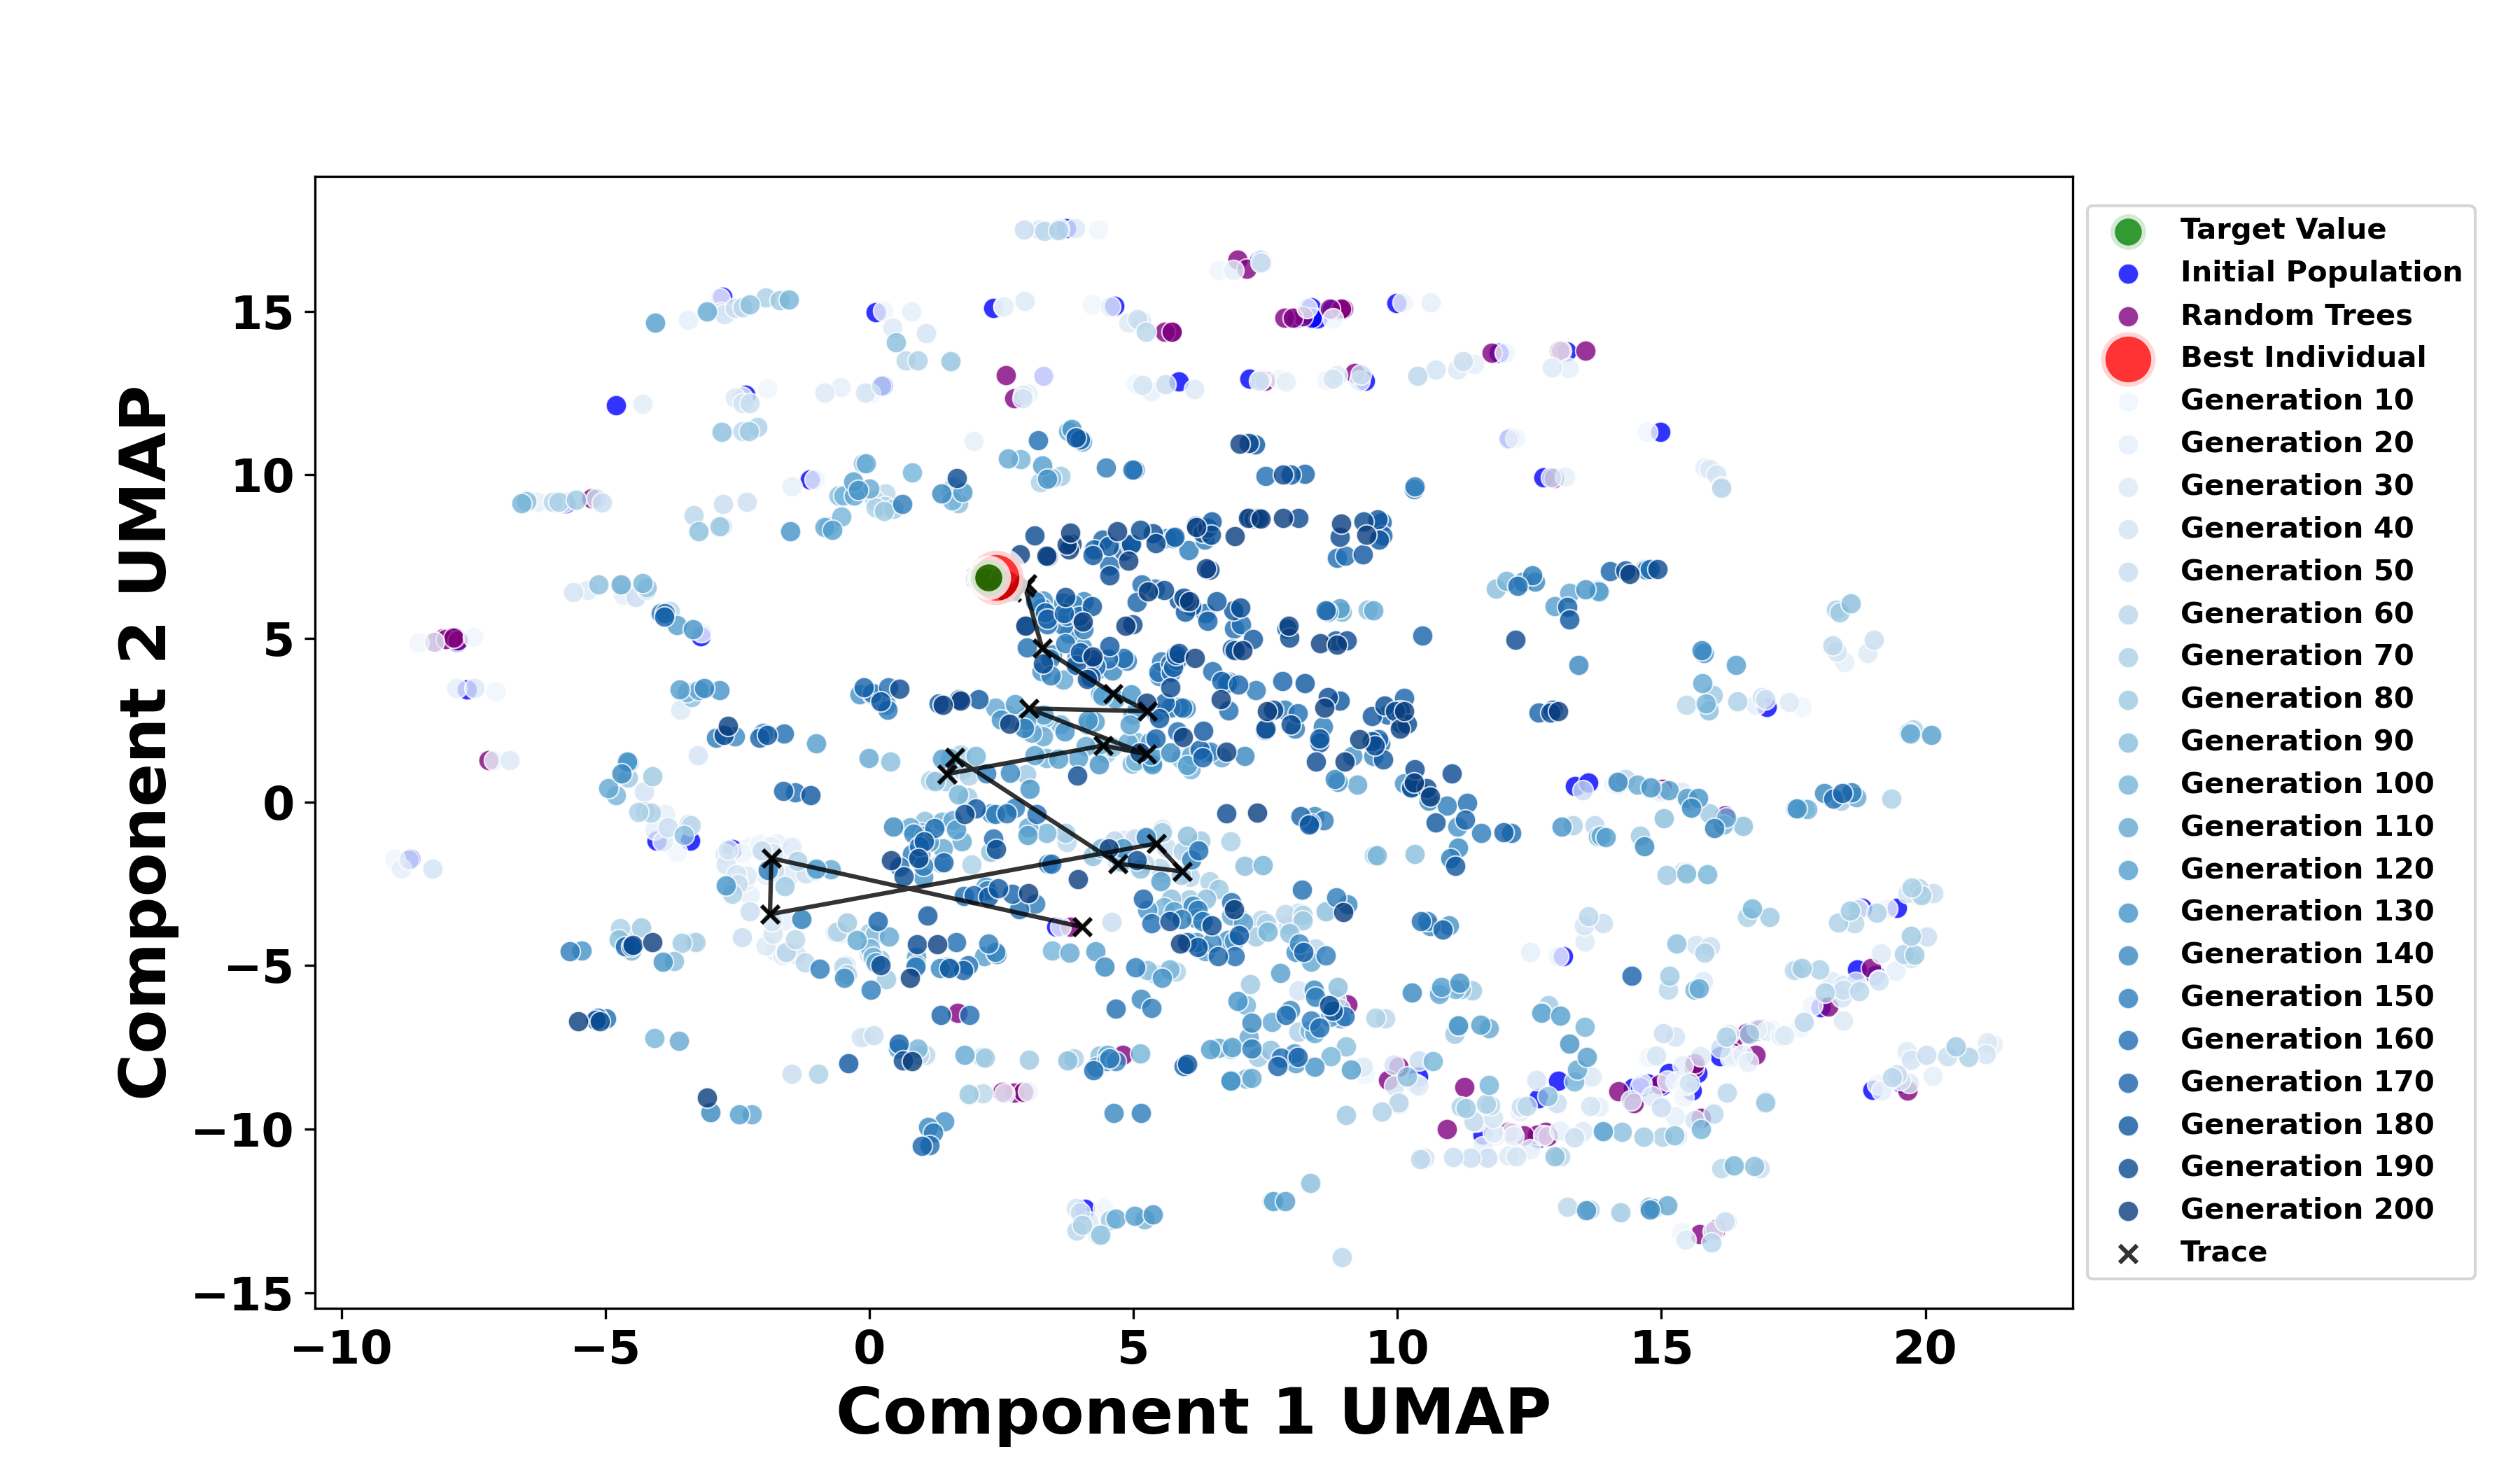 Component 2 UMAP
15
10
5
0
−5
−10
−15
−10
−5
0
5
10
15
20
Component 1 UMAP
Target Value
Initial Population
Random Trees
Best Individual
Generation 10
Generation 20
Generation 30
Generation 40
Generation 50
Generation 60
Generation 70
Generation 80
Generation 90
Generation 100
Generation 110
Generation 120
Generation 130
Generation 140
Generation 150
Generation 160
Generation 170
Generation 180
Generation 190
Generation 200
Trace